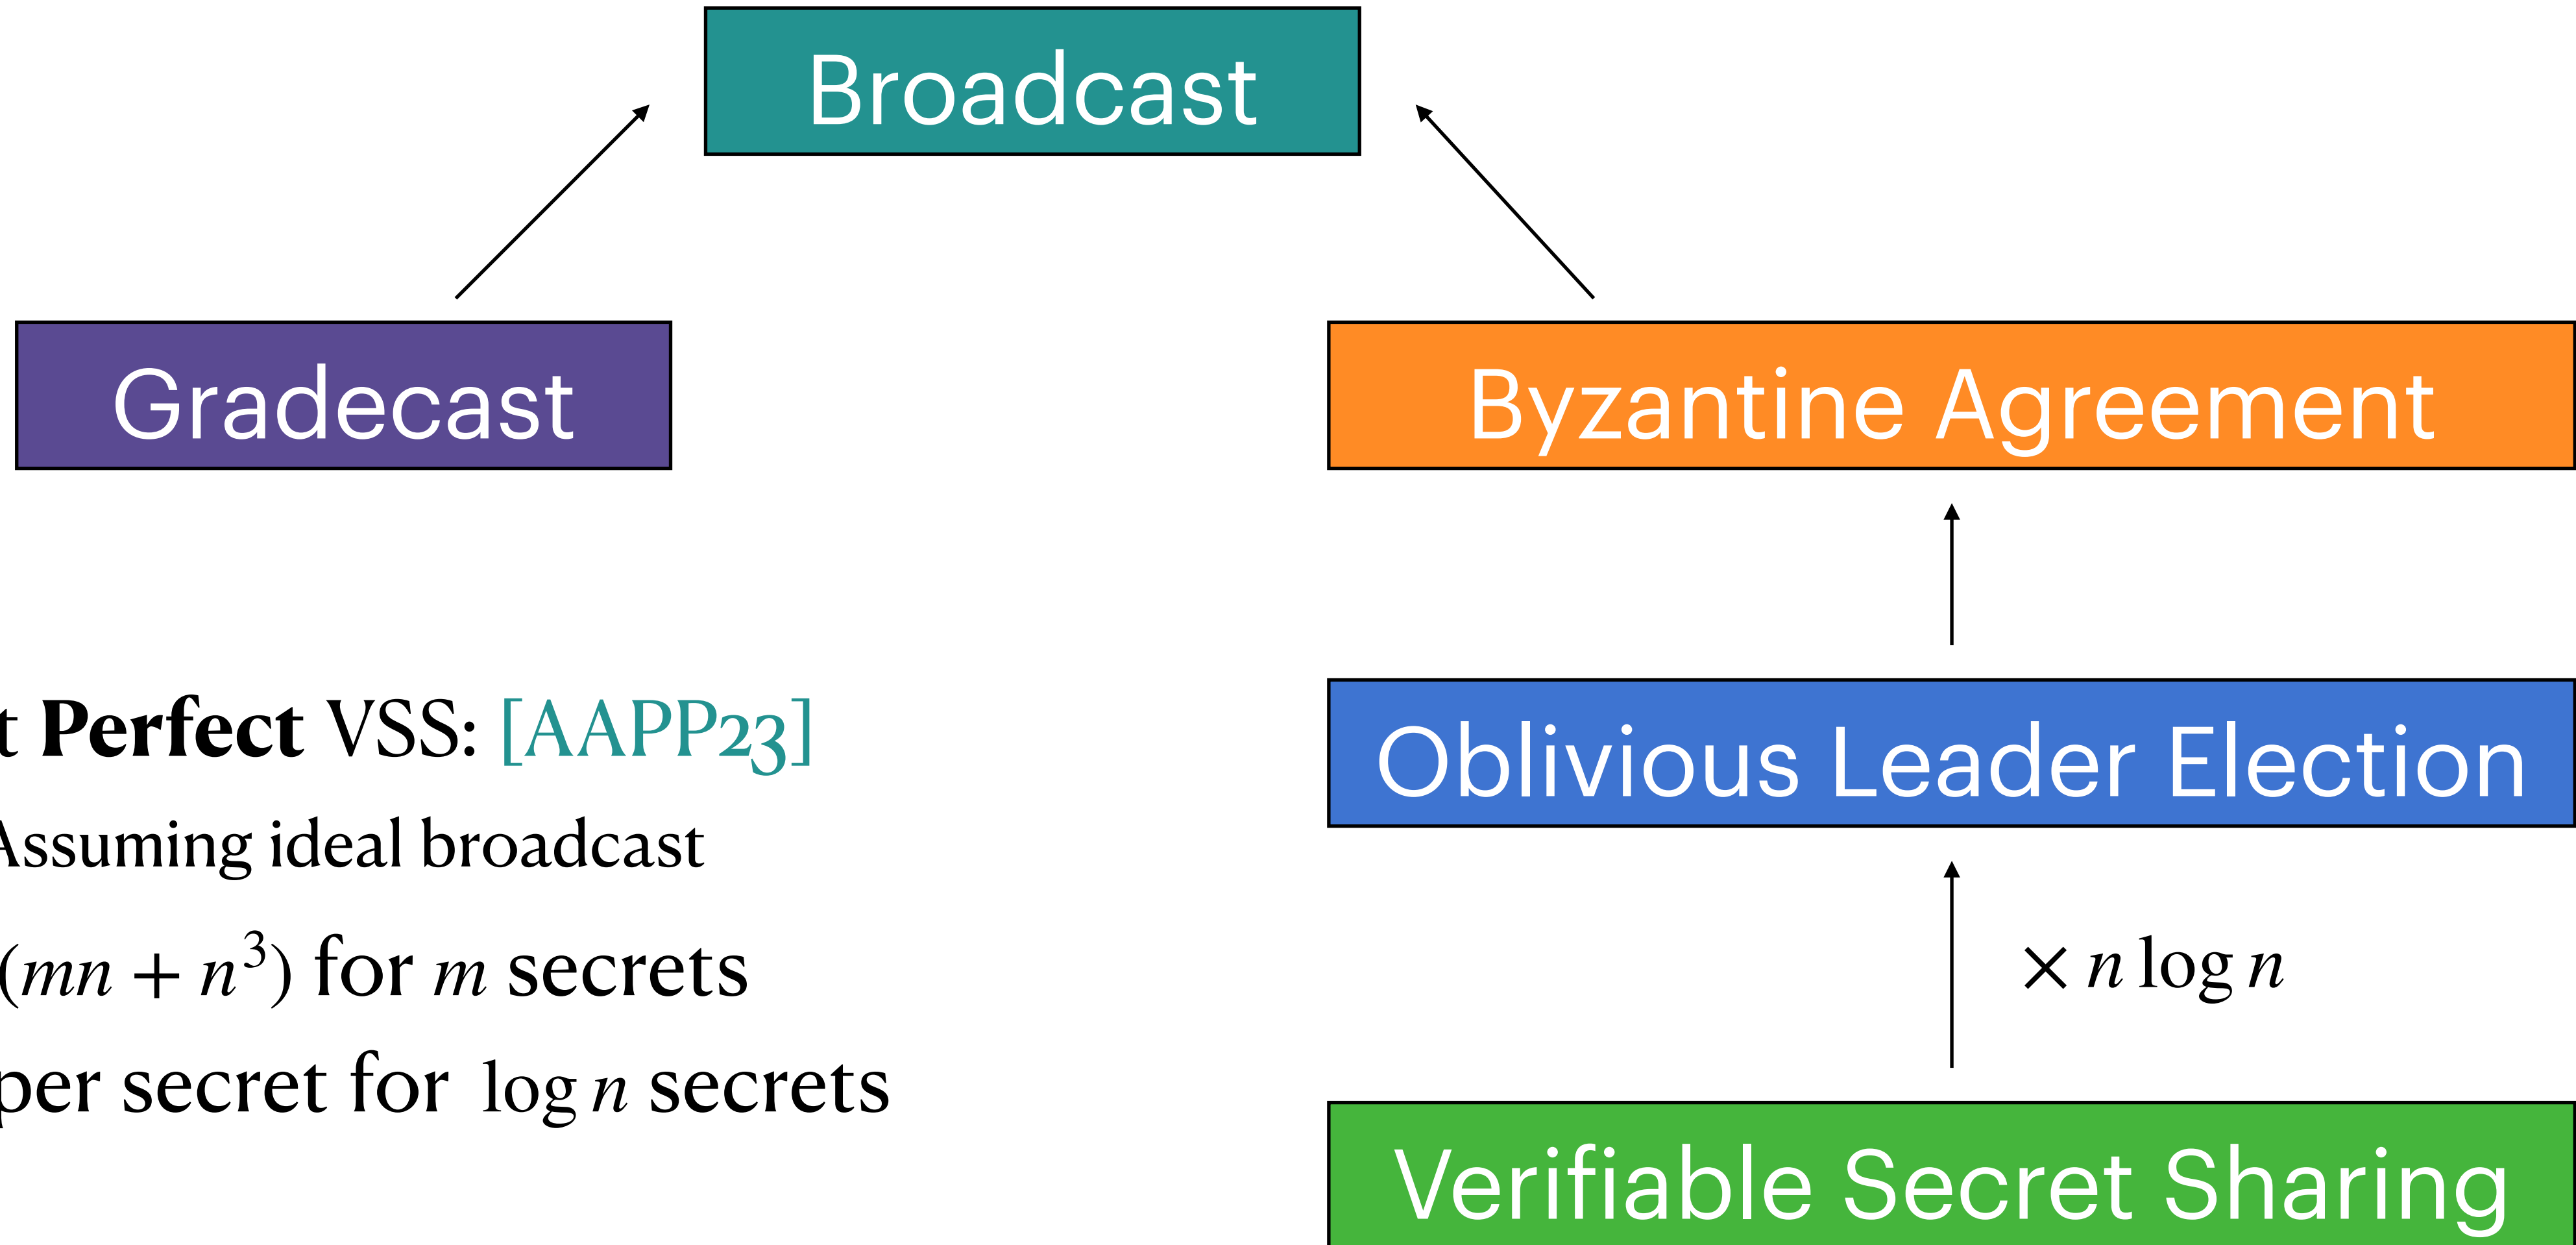 Broadcast
Gradecast
Byzantine Agreement
t Perfect VSS: [AAPP23]
Oblivious Leader Election
Assuming ideal broadcast
(mn + n³) for m secrets
× n log n
per secret for log n secrets
Verifiable Secret Sharing